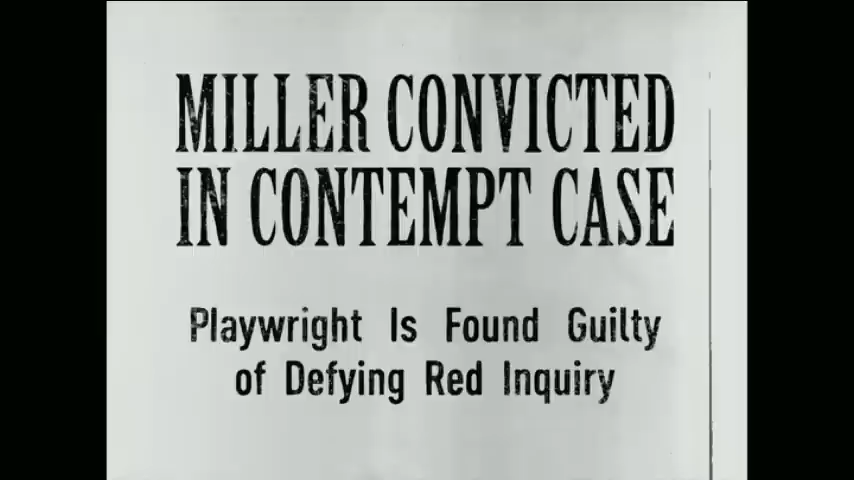 MILLER CONVICTED
IN CONTEMPT CASE
Playwright Is Found Guilty
of Defying Red Inquiry